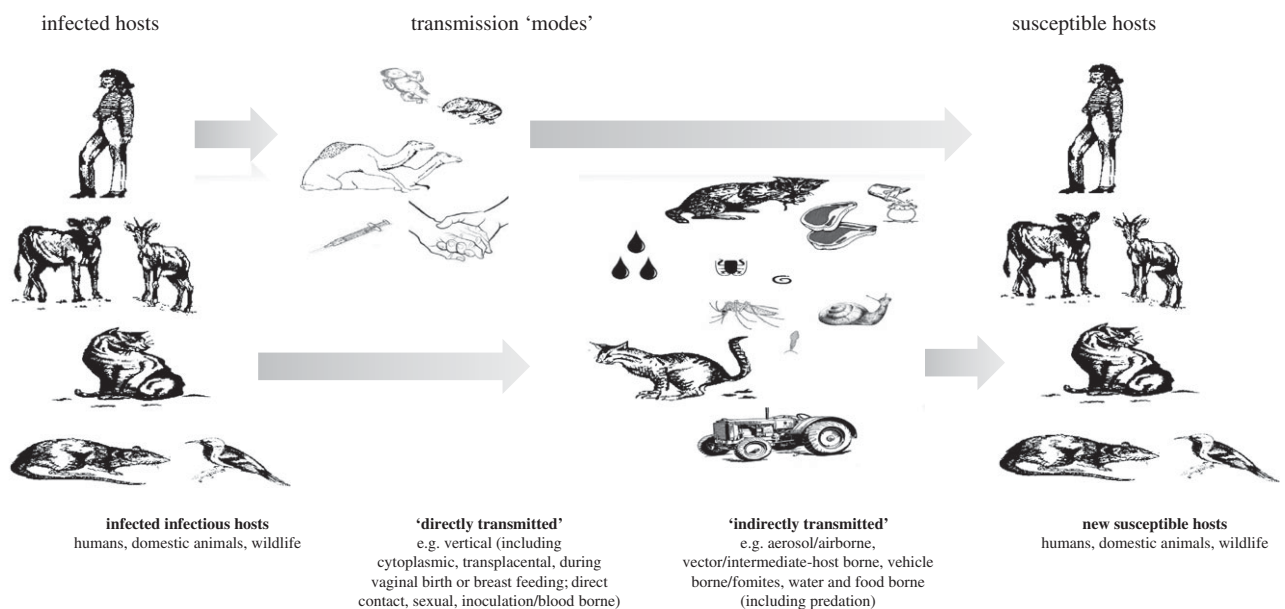 infected hosts
transmission ‘modes’
susceptible hosts
infected infectious hosts
humans, domestic animals, wildlife
‘directly transmitted’
e.g. vertical (including
cytoplasmic, transplacental, during
vaginal birth or breast feeding; direct
contact, sexual, inoculation/blood borne)
‘indirectly transmitted’
e.g. aerosol/airborne,
vector/intermediate-host borne, vehicle
borne/fomites, water and food borne
(including predation)
new susceptible hosts
humans, domestic animals, wildlife